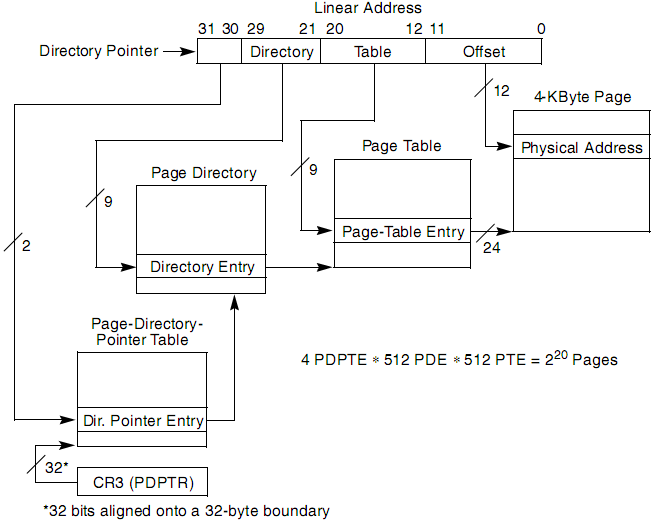 Linear Address
31 30 29 21 20 12 11 0
Directory Pointer Directory Table Offset
12
4-KByte Page
Physical Address
Page Table
9
Page-Table Entry
24
Page Directory
9
Directory Entry
2
Page-Directory-
Pointer Table
Dir. Pointer Entry
4 PDPTE * 512 PDE * 512 PTE = 2²⁰ Pages
32*
CR3 (PDPTR)
*32 bits aligned onto a 32-byte boundary